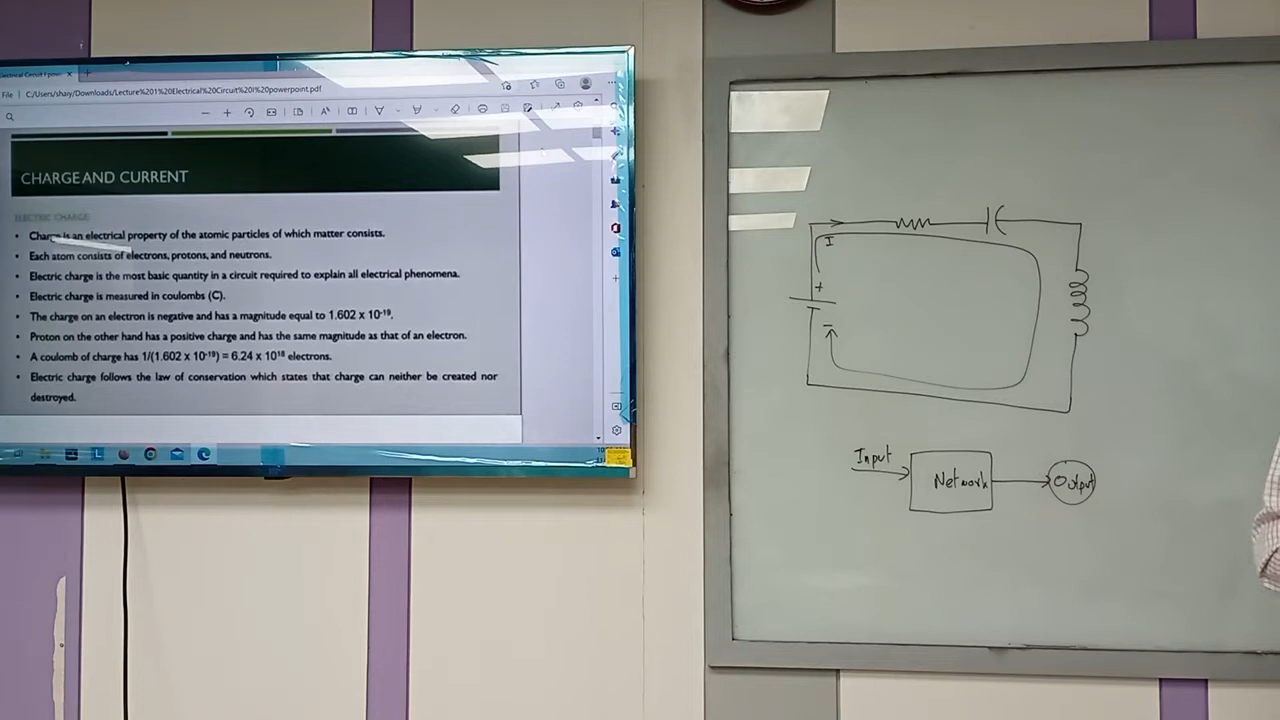 File | C:/Users/shay/Downloads/Lecture%201%20Electrical%20Circuit%20I%20powerpoint.pdf
CHARGE AND CURRENT
ELECTRIC CHARGE
• Charge is an electrical property of the atomic particles of which matter consists.
• Each atom consists of electrons, protons, and neutrons.
• Electric charge is the most basic quantity in a circuit required to explain all electrical phenomena.
• Electric charge is measured in coulombs (C).
• The charge on an electron is negative and has a magnitude equal to 1.602 x 10⁻¹⁹.
• Proton on the other hand has a positive charge and has the same magnitude as that of an electron.
• A coulomb of charge has 1/(1.602 x 10⁻¹⁹) = 6.24 x 10¹⁸ electrons.
• Electric charge follows the law of conservation which states that charge can neither be created nor
destroyed.
I
+
−
Input
Network
Output